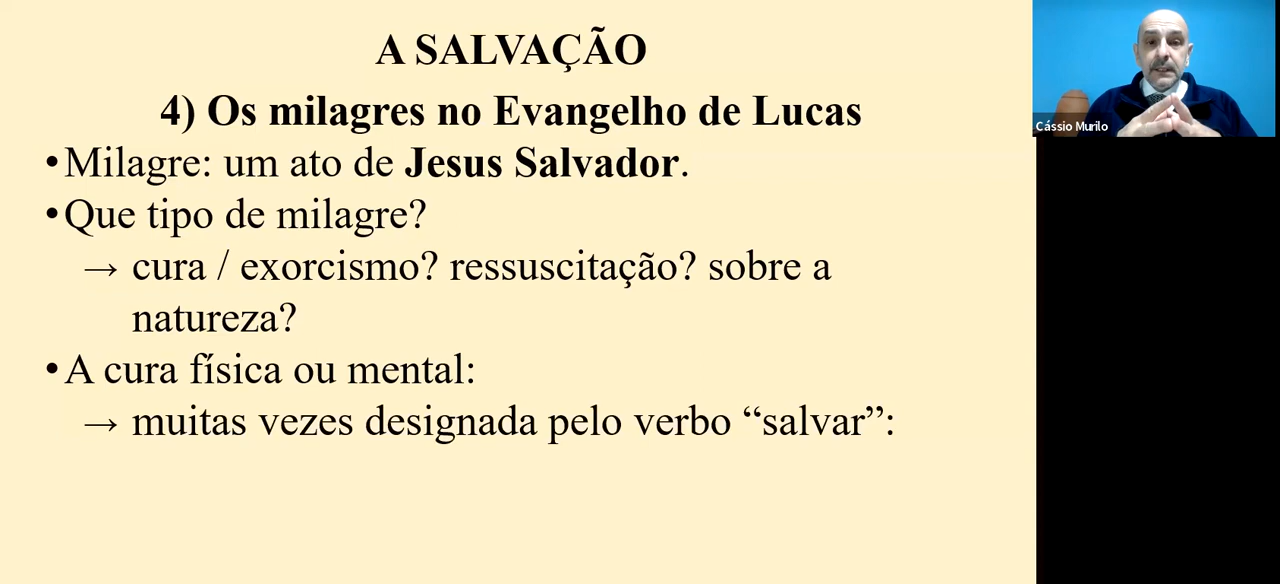 A SALVAÇÃO
4) Os milagres no Evangelho de Lucas
•Milagre: um ato de Jesus Salvador.
•Que tipo de milagre?
→ cura / exorcismo? ressuscitação? sobre a
natureza?
•A cura física ou mental:
→ muitas vezes designada pelo verbo “salvar”:
Cássio Murilo